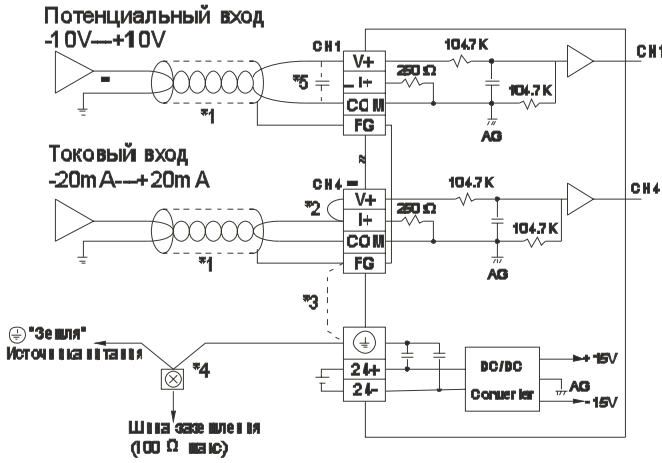 Потенциальный вход
-10V---+10V
CH1
V+
I+
COM
FG
*5
*1
250 Ω
104.7K
104.7K
AG
CH1
Токовый вход
-20mA---+20mA
CH4
V+
I+
COM
FG
*2
*1
250 Ω
104.7K
104.7K
AG
CH4
*3
"Земля"
Источника питания
*4
24+
24-
DC/DC
Converter
+15V
AG
-15V
Шина заземления
(100 Ω макс)